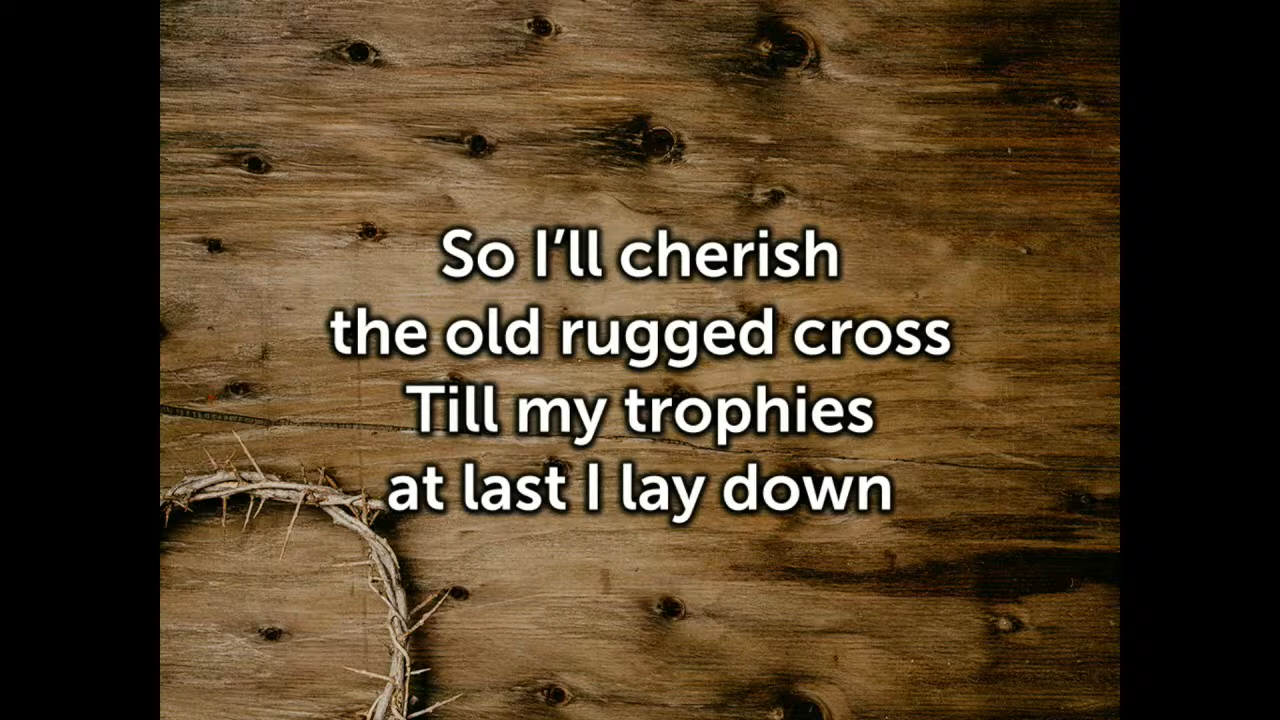 So I’ll cherish
the old rugged cross
Till my trophies
at last I lay down